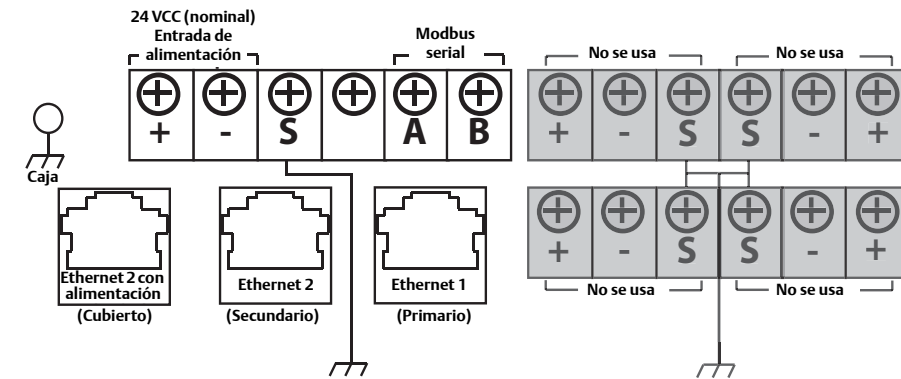 24 VCC (nominal)
Entrada de
alimentación
Modbus
serial
No se usa
No se usa
+ - S A B
+ - S S - +
Caja
Ethernet 2 con
alimentación
(Cubierto)
Ethernet 2
(Secundario)
Ethernet 1
(Primario)
+ - S S - +
No se usa
No se usa